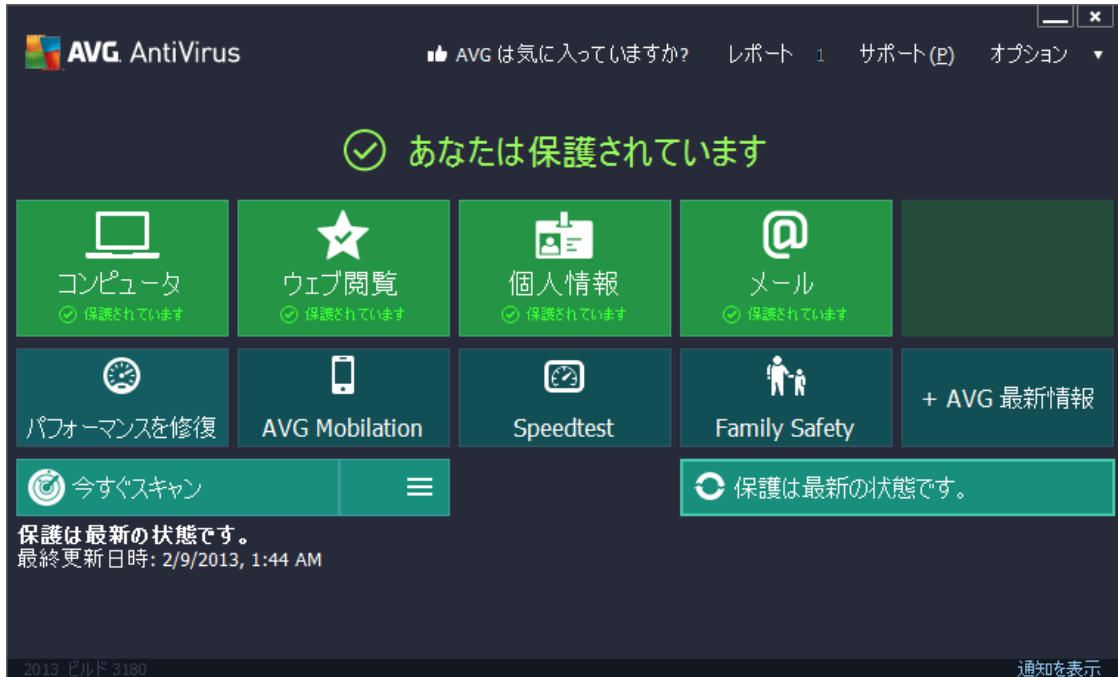 AVG AntiVirus
AVG は気に入っていますか? レポート 1 サポート(P) オプション
あなたは保護されています
コンピュータ ウェブ閲覧 個人情報 メール
保護されています 保護されています 保護されています 保護されています
パフォーマンスを修復 AVG Mobilation Speedtest Family Safety + AVG 最新情報
今すぐスキャン 保護は最新の状態です。
保護は最新の状態です。
最終更新日時: 2/9/2013, 1:44 AM
2013 ビルド 3180 通知を表示